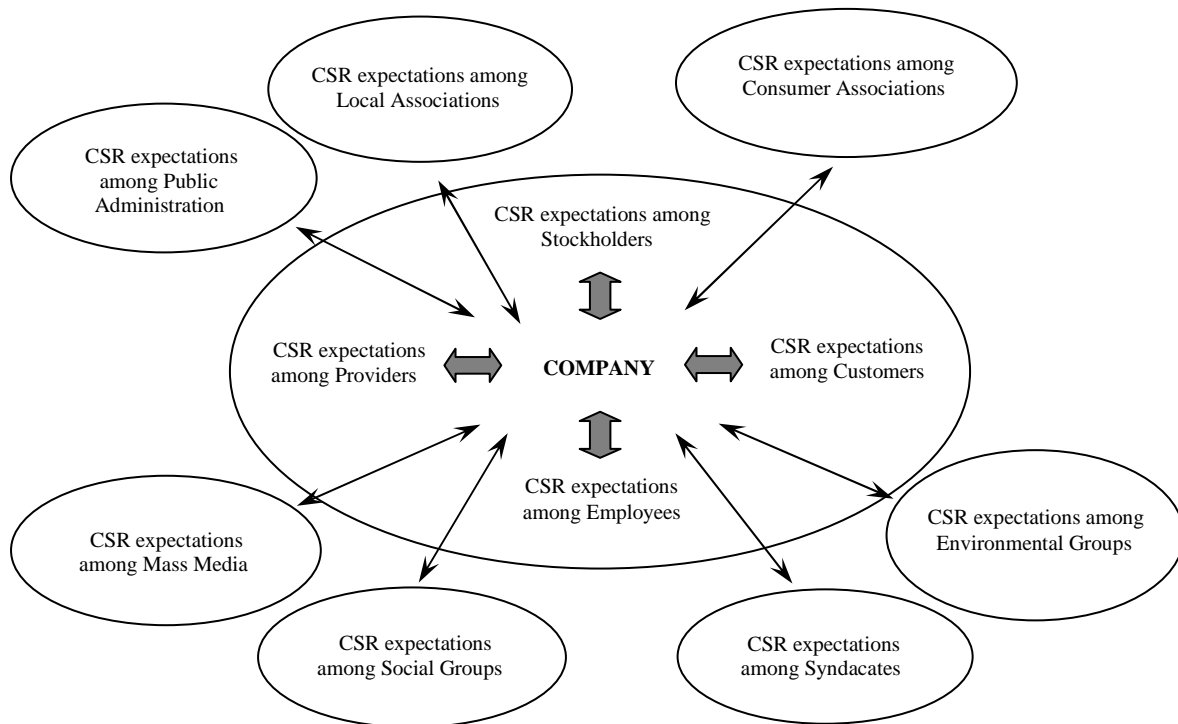 CSR expectations among
Local Associations
CSR expectations among
Consumer Associations
CSR expectations
among Public
Administration
CSR expectations among
Stockholders
CSR expectations
among Providers
COMPANY
CSR expectations
among Customers
CSR expectations
among Employees
CSR expectations
among Mass Media
CSR expectations among
Environmental Groups
CSR expectations
among Social Groups
CSR expectations
among Syndacates